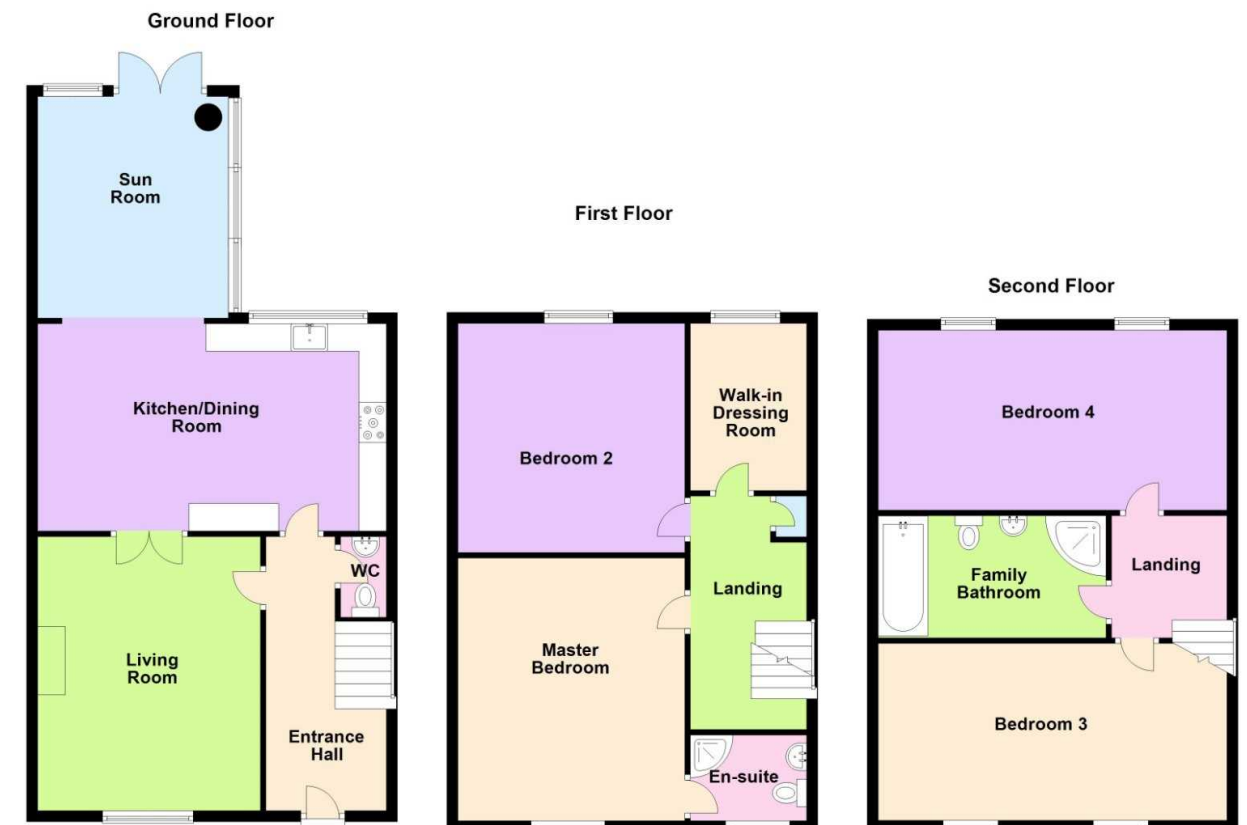 Ground Floor
Sun
Room
Kitchen/Dining
Room
WC
Living
Room
Entrance
Hall
First Floor
Walk-in
Dressing
Room
Bedroom 2
Landing
Master
Bedroom
En-suite
Second Floor
Bedroom 4
Family
Bathroom
Landing
Bedroom 3